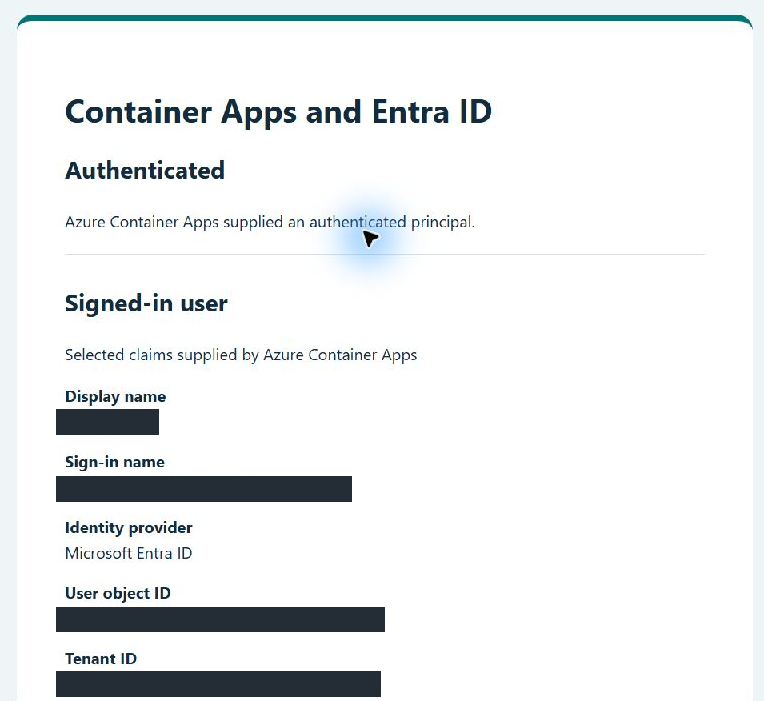 Container Apps and Entra ID
Authenticated
Azure Container Apps supplied an authenticated principal.
Signed-in user
Selected claims supplied by Azure Container Apps
Display name
Sign-in name
Identity provider
Microsoft Entra ID
User object ID
Tenant ID